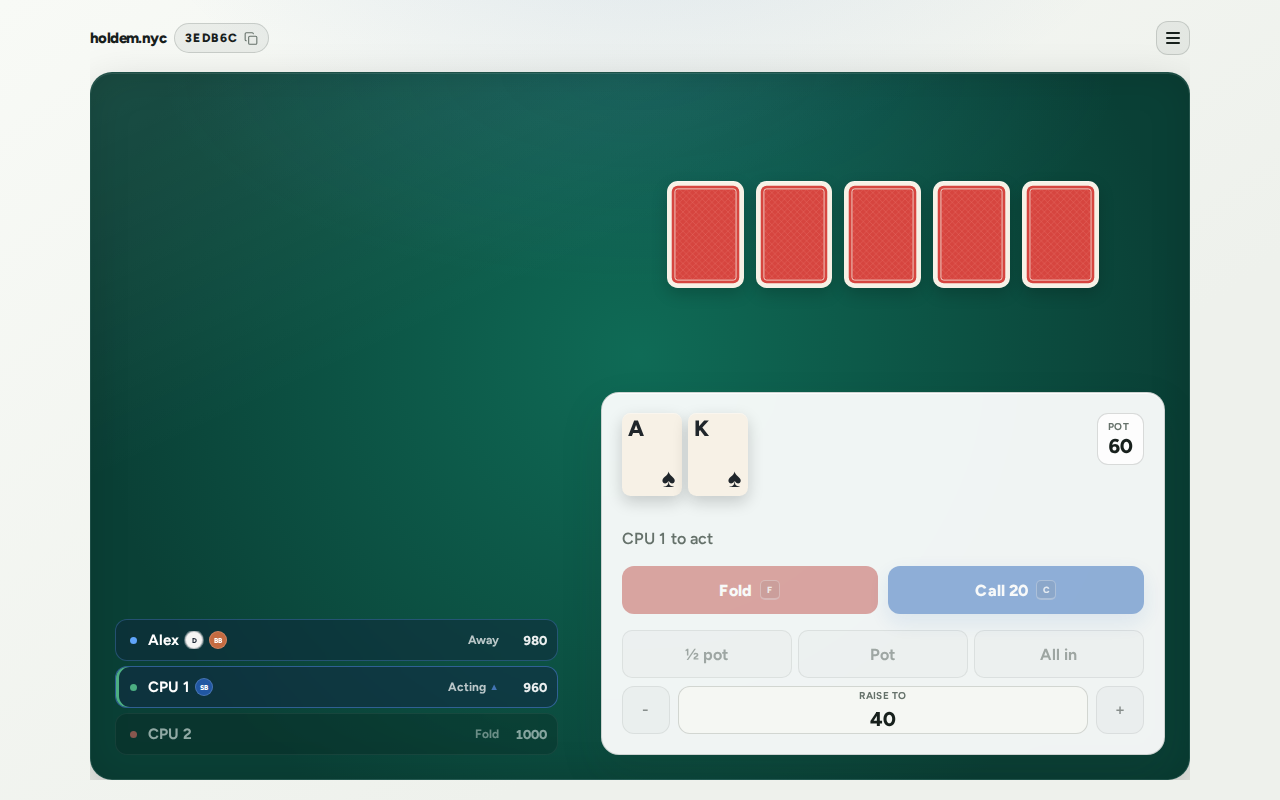 holdem.nyc 3EDB6C
A K
♠ ♠
POT
60
CPU 1 to act
Fold F Call 20 C
½ pot Pot All in
RAISE TO
- 40 +
Alex D BB Away 980
CPU 1 SB Acting ▲ 960
CPU 2 Fold 1000